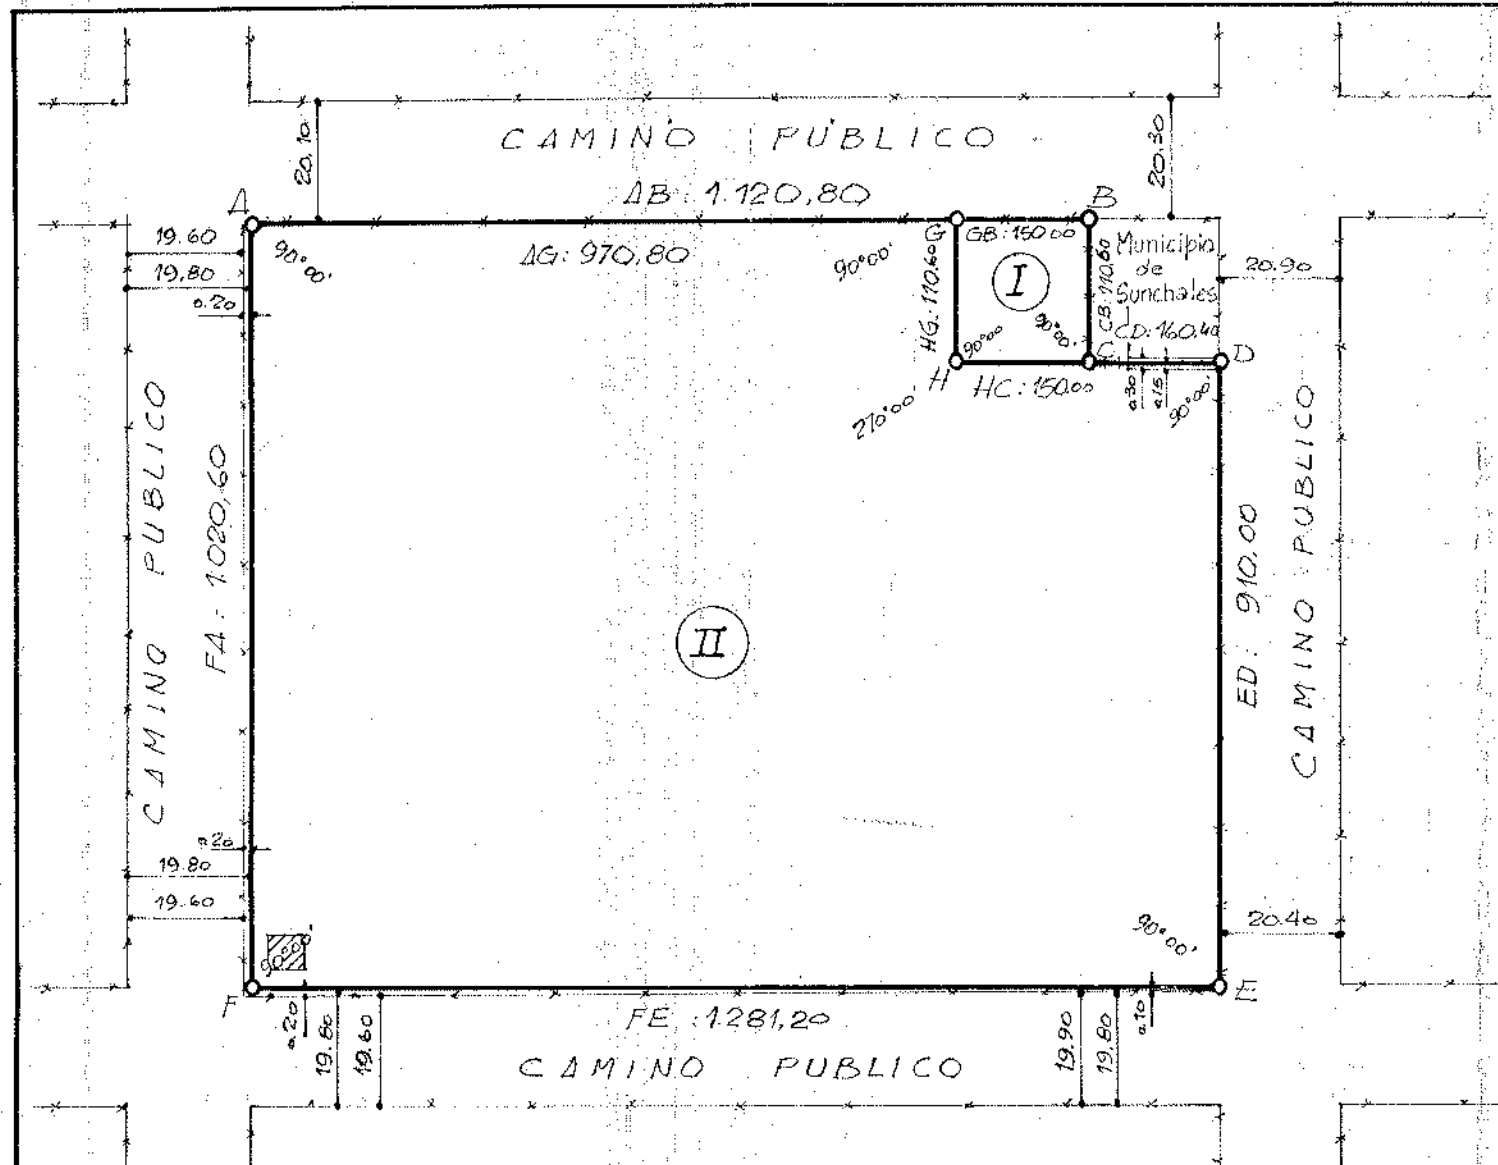 CAMINO PUBLICO
20.10
20.30
AB: 1.120,80
A
B
G
GB: 150.00
AG: 970,80
90°00'
90°00'
19.60
19,80
0.20
HG: 110.60
I
CB: 110.60
Municipio
de
Sunchales
20.90
CD: 160.40
90°00'
90°00'
C
D
H
HC: 150.00
0.30
0.15
90°00'
270°00'
CAMINO PUBLICO
FA: 1.020,60
II
ED: 910.00
CAMINO PUBLICO
0.20
19.80
19.60
90°00'
90°00'
20.40
F
E
FE: 1.281,20
0.20
19.80
19.60
19.90
19.80
0.10
CAMINO PUBLICO